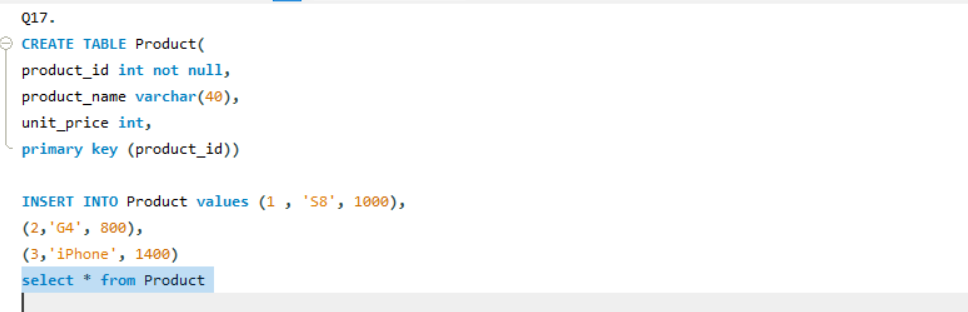 Q17.
CREATE TABLE Product(
product_id int not null,
product_name varchar(40),
unit_price int,
primary key (product_id))
INSERT INTO Product values (1 , 'S8', 1000),
(2,'G4', 800),
(3,'iPhone', 1400)
select * from Product